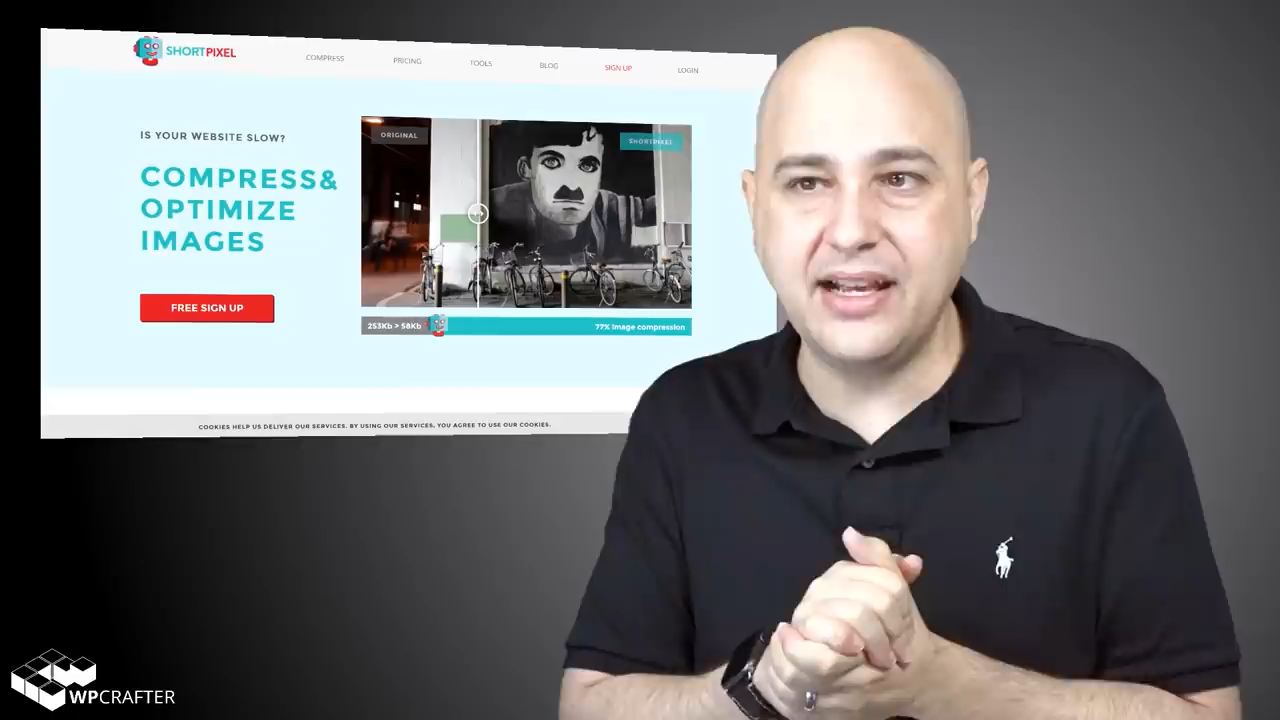 SHORTPIXEL
COMPRESS
PRICING
TOOLS
BLOG
SIGN UP
LOGIN
IS YOUR WEBSITE SLOW?
COMPRESS&
OPTIMIZE
IMAGES
FREE SIGN UP
ORIGINAL
SHORTPIXEL
253Kb > 58Kb
77% image compression
COOKIES HELP US DELIVER OUR SERVICES. BY USING OUR SERVICES, YOU AGREE TO USE OUR COOKIES.
WPCRAFTER